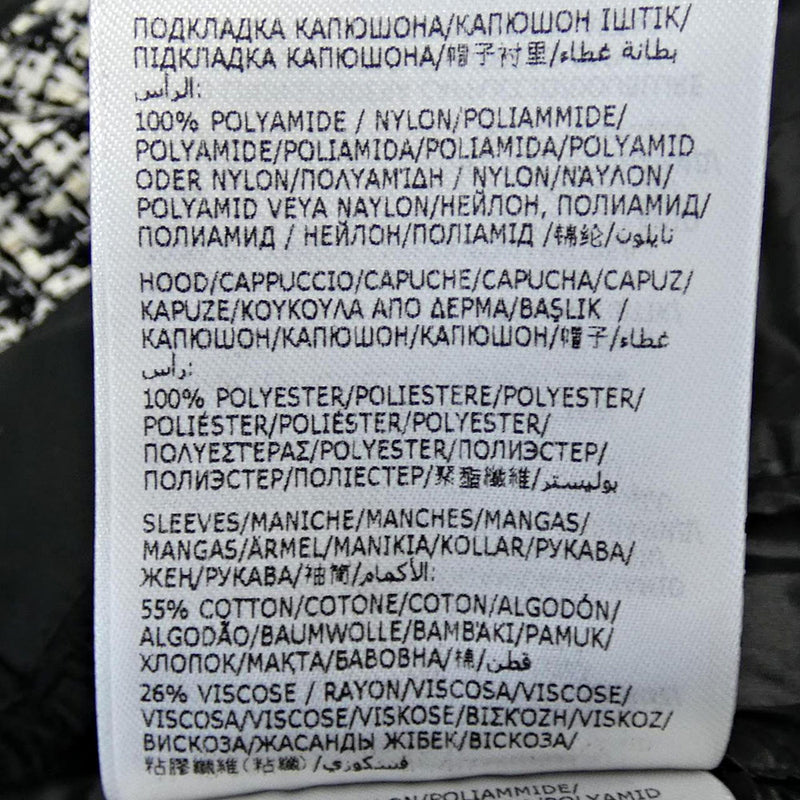 ПОДКЛАДКА КАПЮШОНА/КАПЮШОН ІШТІК/
ПІДКЛАДКА КАПЮШОНА/帽子衬里/بطانة غطاء
الرأس:
100% POLYAMIDE / NYLON/POLIAMMIDE/
POLYAMIDE/POLIAMIDA/POLIAMIDA/POLYAMID
ODER NYLON/ΠΟΛΥΑΜΊΔΗ / NYLON/ΝΆΥΛΟΝ/
POLYAMID VEYA NAYLON/НЕЙЛОН, ПОЛИАМИД/
ПОЛИАМИД / НЕЙЛОН/ПОЛІАМІД /锦纶/نايلون
HOOD/CAPPUCCIO/CAPUCHE/CAPUCHA/CAPUZ/
KAPUZE/ΚΟΥΚΟΥΛΑ ΑΠΟ ΔΕΡΜΑ/BAŞLIK /
КАПЮШОН/КАПЮШОН/КАПЮШОН/帽子/غطاء
رأس:
100% POLYESTER/POLIESTERE/POLYESTER/
POLIÉSTER/POLIÉSTER/POLYESTER/
ΠΟΛΥΕΣΤΕΡΑΣ/POLYESTER/ПОЛИЭСТЕР/
ПОЛИЭСТЕР/ПОЛІЕСТЕР/聚酯纖維/بوليستر
SLEEVES/MANICHE/MANCHES/MANGAS/
MANGAS/ÄRMEL/MANIKIA/KOLLAR/РУКАВА/
ЖЕҢ/РУКАВА/袖筒/الأكمام:
55% COTTON/COTONE/COTON/ALGODÓN/
ALGODÃO/BAUMWOLLE/BAMBAKI/PAMUK/
ХЛОПОК/МАКТА/БАВОВНА/棉/قطن
26% VISCOSE / RAYON/VISCOSA/VISCOSE/
VISCOSA/VISCOSE/VISKOSE/ΒΙΣΚΟΖΗ/VISKOZ/
ВИСКОЗА/ЖАСАНДЫ ЖІБЕК/ВІСКОЗА/
粘膠纖維(粘纖)/فسكوزي
NYLON/POLIAMMIDE/
POLYAMID